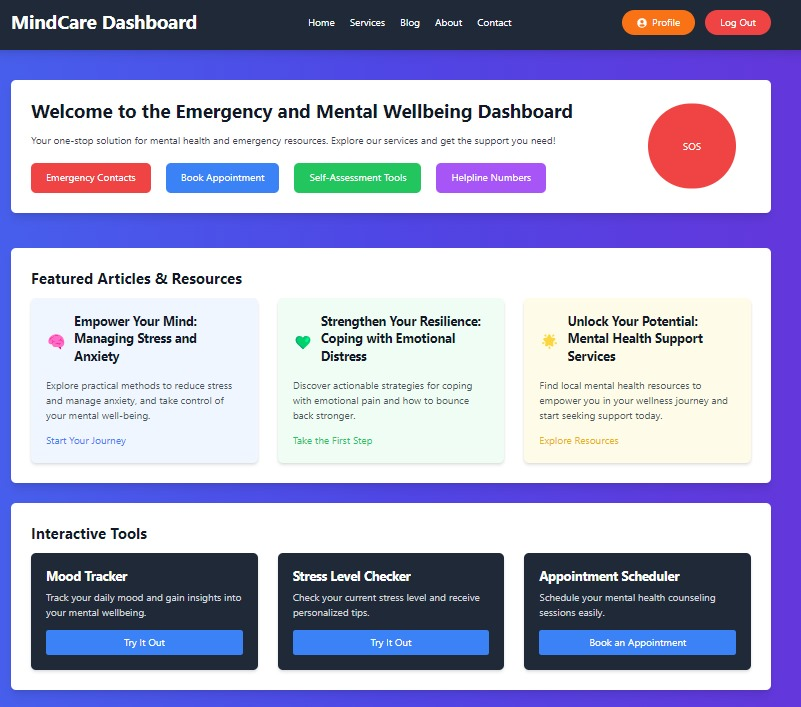 MindCare Dashboard
Home Services Blog About Contact
Profile Log Out
Welcome to the Emergency and Mental Wellbeing Dashboard
Your one-stop solution for mental health and emergency resources. Explore our services and get the support you need!
Emergency Contacts Book Appointment Self-Assessment Tools Helpline Numbers
SOS
Featured Articles & Resources
Empower Your Mind:
Managing Stress and
Anxiety
Explore practical methods to reduce stress
and manage anxiety, and take control of
your mental well-being.
Start Your Journey
Strengthen Your Resilience:
Coping with Emotional
Distress
Discover actionable strategies for coping
with emotional pain and how to bounce
back stronger.
Take the First Step
Unlock Your Potential:
Mental Health Support
Services
Find local mental health resources to
empower you in your wellness journey and
start seeking support today.
Explore Resources
Interactive Tools
Mood Tracker
Track your daily mood and gain insights into
your mental wellbeing.
Try It Out
Stress Level Checker
Check your current stress level and receive
personalized tips.
Try It Out
Appointment Scheduler
Schedule your mental health counseling
sessions easily.
Book an Appointment